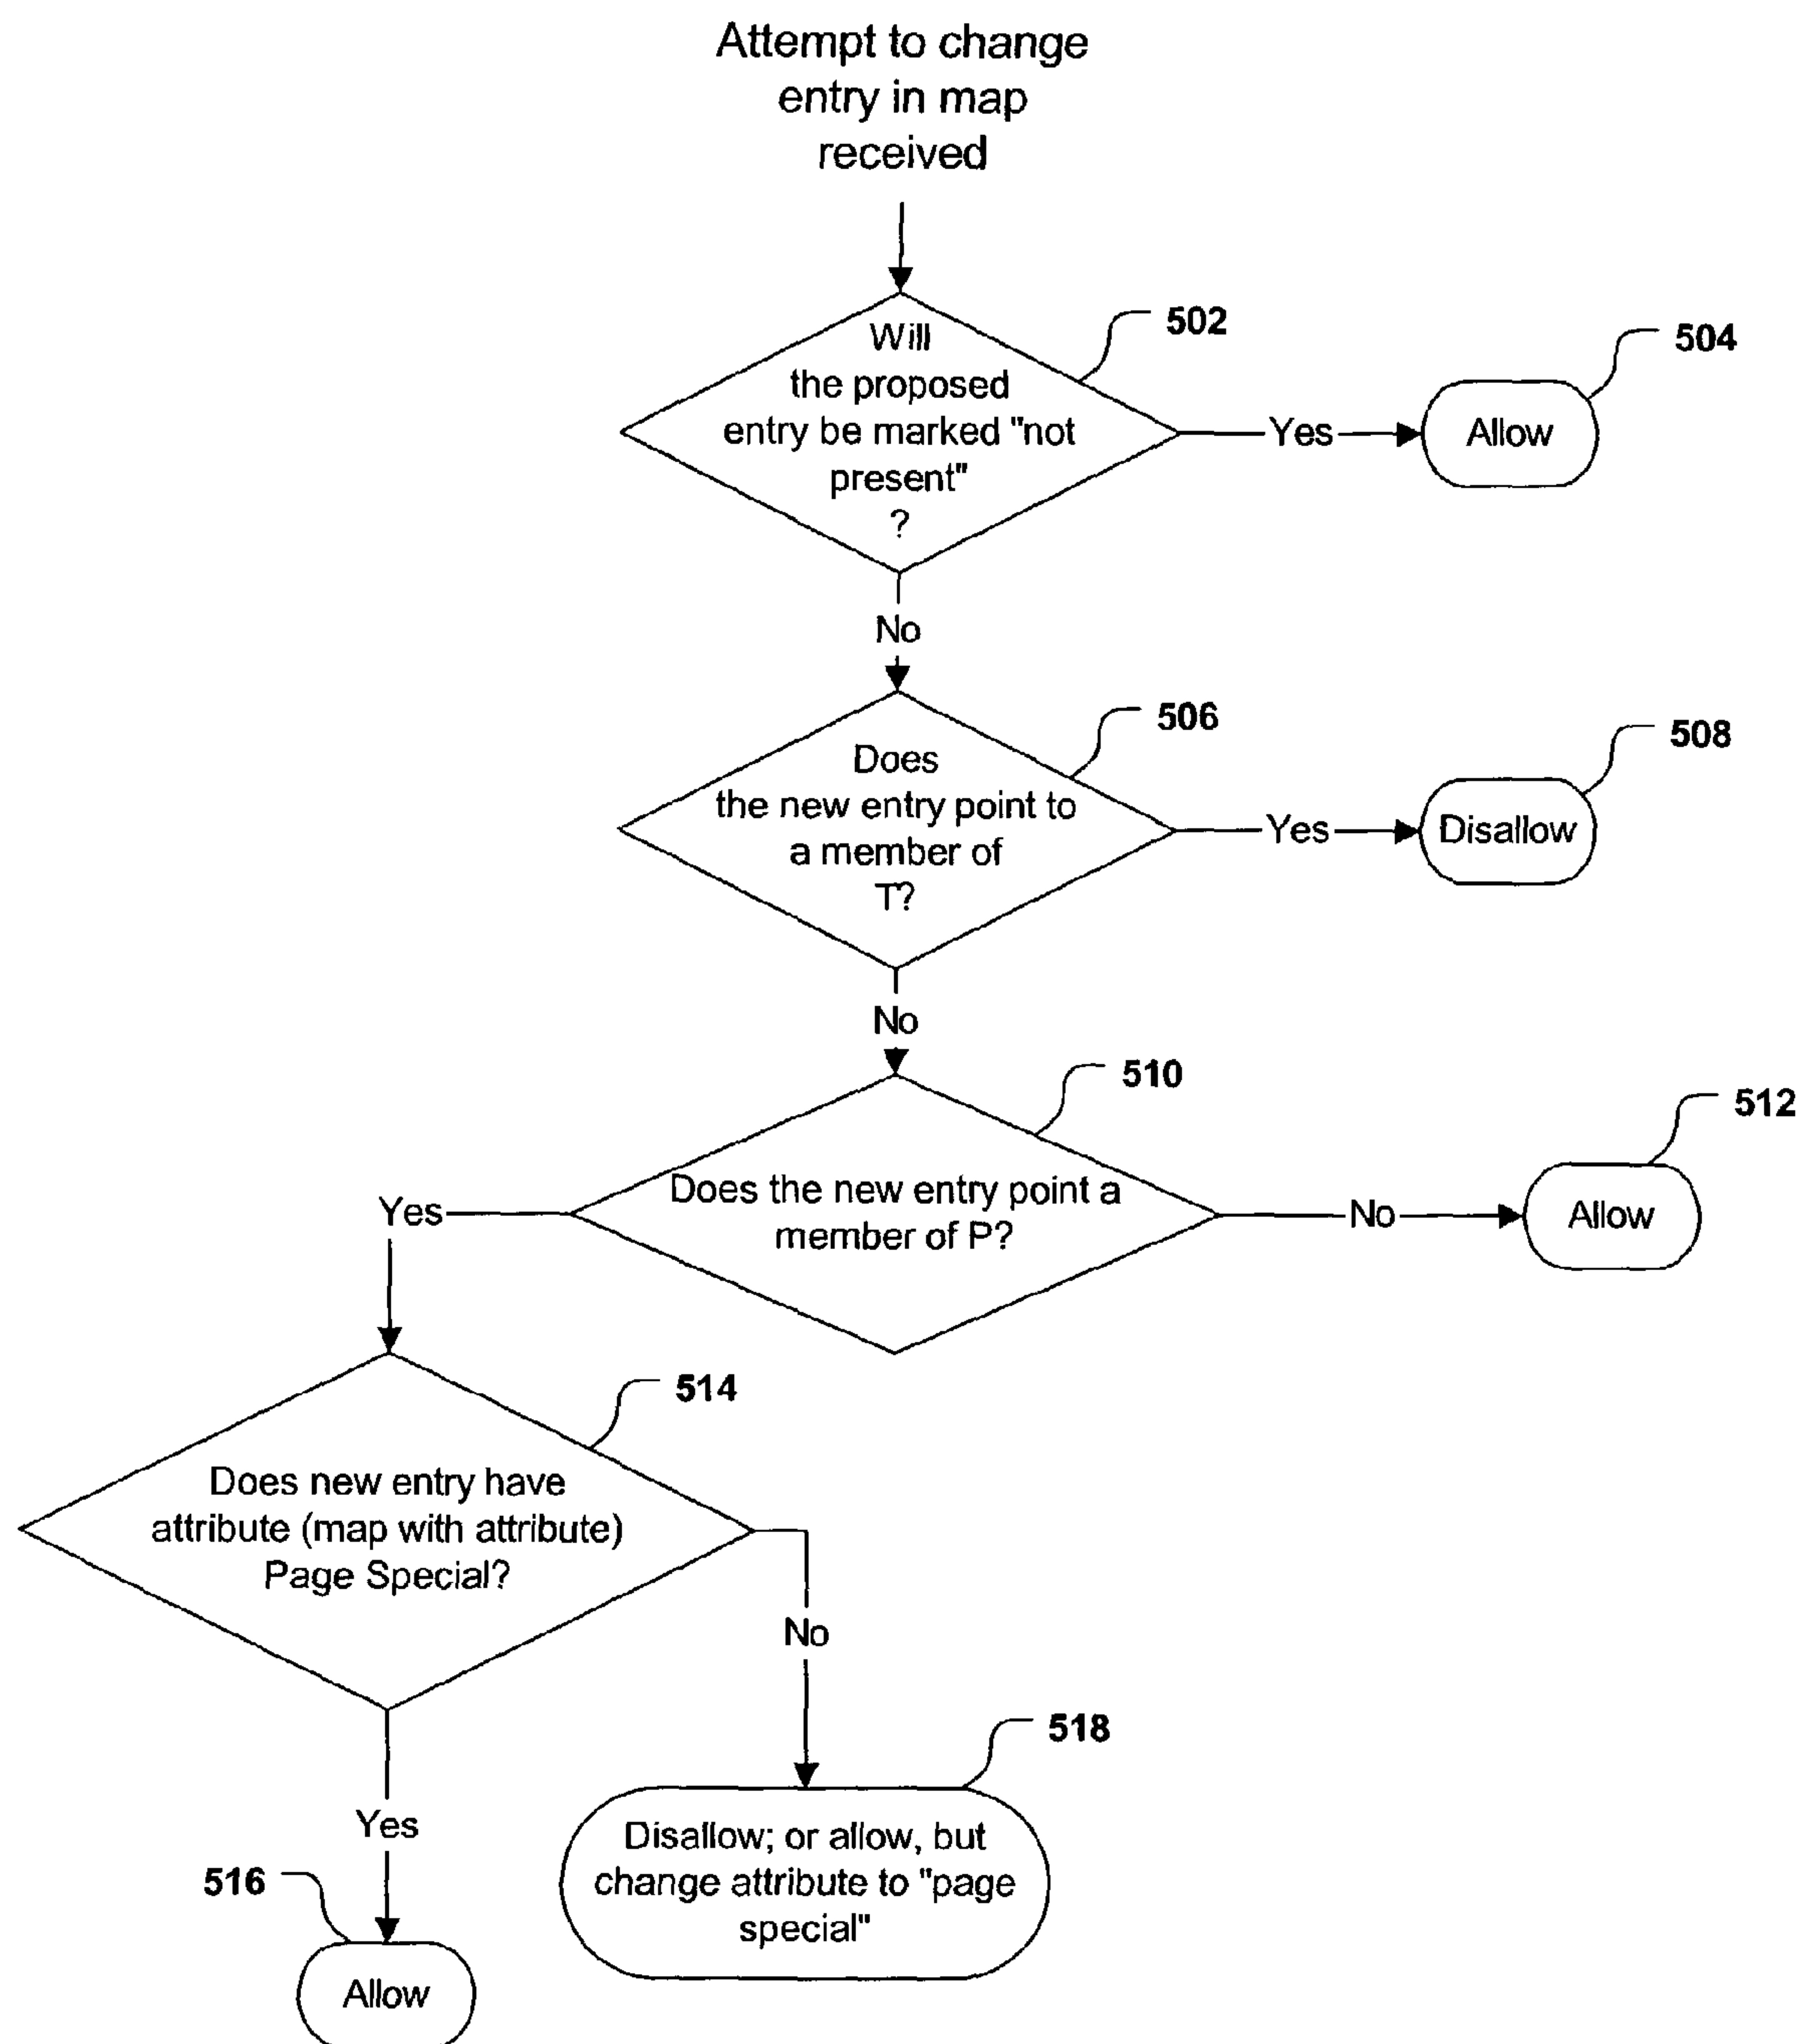 Attempt to change
entry in map
received
Will
the proposed
entry be marked "not
present"
?
502
Yes
Allow
504
No
Does
the new entry point to
a member of
T?
506
Yes
Disallow
508
No
Does the new entry point a
member of P?
510
No
Allow
512
Yes
Does new entry have
attribute (map with attribute)
Page Special?
514
No
Disallow; or allow, but
change attribute to "page
special"
518
Yes
516
Allow